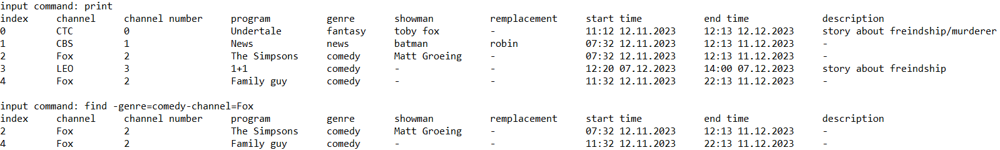 input command: print
index channel channel number program genre showman remplacement start time end time description
0 CTC 0 Undertale fantasy toby fox - 11:12 12.11.2023 12:13 12.12.2023 story about freindship/murderer
1 CBS 1 News news batman robin 07:32 12.11.2023 12:13 11.12.2023 -
2 Fox 2 The Simpsons comedy Matt Groeing - 07:32 12.11.2023 12:13 11.12.2023 -
3 LEO 3 1+1 comedy - - 12:20 07.12.2023 14:00 07.12.2023 story about freindship
4 Fox 2 Family guy comedy - - 11:32 12.11.2023 22:13 11.12.2023 -
input command: find -genre=comedy-channel=Fox
index channel channel number program genre showman remplacement start time end time description
2 Fox 2 The Simpsons comedy Matt Groeing - 07:32 12.11.2023 12:13 11.12.2023 -
4 Fox 2 Family guy comedy - - 11:32 12.11.2023 22:13 11.12.2023 -